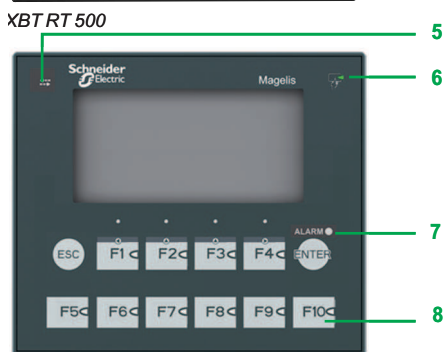 XBT RT 500
5
Schneider
Electric
Magelis
6
ALARM
7
ESC F1 F2 F3 F4 ENTER
F5 F6 F7 F8 F9 F10
8